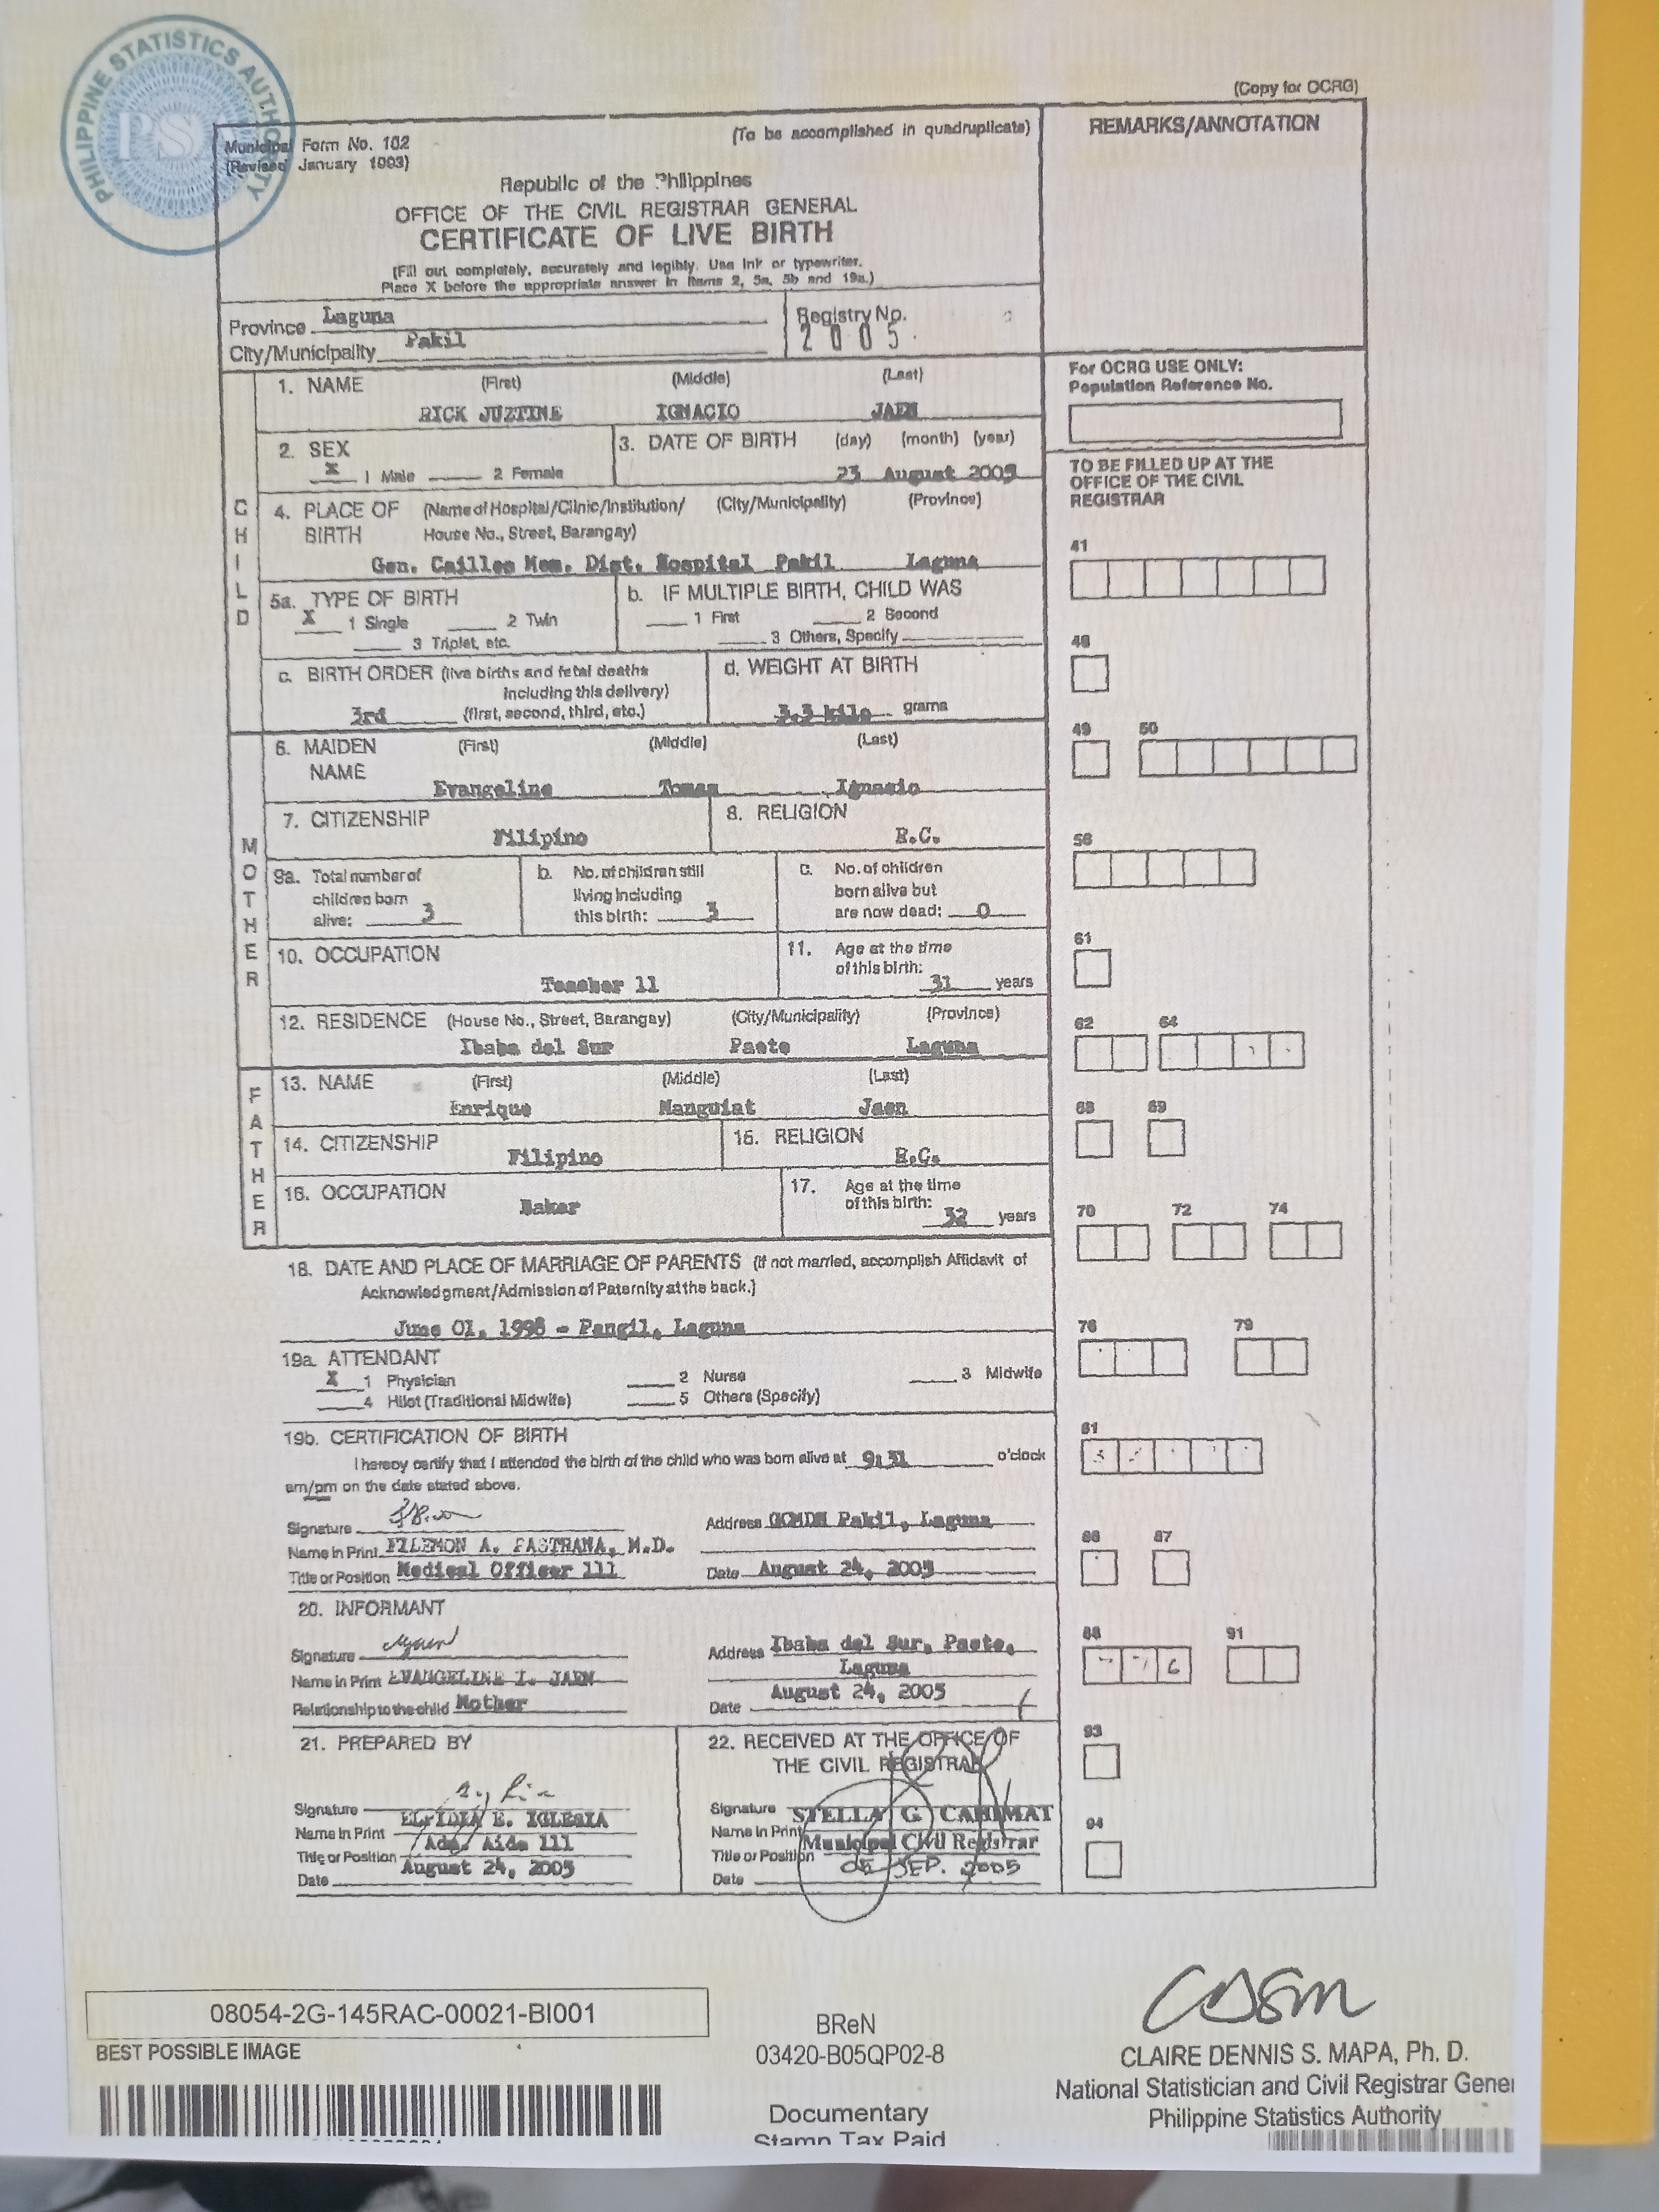 PHILIPPINE STATISTICS AUTHORITY
PSA
(Copy for OCRG)
Municipal Form No. 102
(To be accomplished in quadruplicate)
(Revised January 1993)
Republic of the Philippines
OFFICE OF THE CIVIL REGISTRAR GENERAL
CERTIFICATE OF LIVE BIRTH
(Fill out completely, accurately and legibly. Use ink or typewriter.
Place X before the appropriate answer in items 2, 5a, 5b and 19a.)
REMARKS/ANNOTATION
Province Laguna
City/Municipality Pakil
Registry No.
2005
For OCRG USE ONLY:
Population Reference No.
TO BE FILLED UP AT THE
OFFICE OF THE CIVIL
REGISTRAR
CHILD
1. NAME (First) (Middle) (Last)
RICK JUZTINE IGNACIO JAEN
2. SEX
X 1 Male 2 Female
3. DATE OF BIRTH (day) (month) (year)
23 August 2005
4. PLACE OF (Name of Hospital/Clinic/Institution/ (City/Municipality) (Province)
BIRTH House No., Street, Barangay)
Gen. Cailles Mem. Dist. Hospital Pakil Laguna
41
5a. TYPE OF BIRTH
X 1 Single 2 Twin
3 Triplet, etc.
b. IF MULTIPLE BIRTH, CHILD WAS
1 First 2 Second
3 Others, Specify
48
c. BIRTH ORDER (live births and fetal deaths
including this delivery)
3rd (first, second, third, etc.)
d. WEIGHT AT BIRTH
3.3 kilo grams
49 50
MOTHER
6. MAIDEN (First) (Middle) (Last)
NAME
Evangeline Ignacio
7. CITIZENSHIP
Filipino
8. RELIGION
R.C.
56
9a. Total number of
children born
alive: 3
b. No. of children still
living including
this birth: 3
c. No. of children
born alive but
are now dead: 0
10. OCCUPATION
Teacher 11
11. Age at the time
of this birth:
31 years
61
12. RESIDENCE (House No., Street, Barangay) (City/Municipality) (Province)
Ibaba del Sur Paete Laguna
62 64
FATHER
13. NAME (First) (Middle) (Last)
Enrique Manguiat Jaen
68 69
14. CITIZENSHIP
Filipino
15. RELIGION
R.C.
16. OCCUPATION
Baker
17. Age at the time
of this birth:
32 years
70 72 74
18. DATE AND PLACE OF MARRIAGE OF PARENTS (If not married, accomplish Affidavit of
Acknowledgment/Admission of Paternity at the back.)
June 01, 1998 - Pangil, Laguna
76 79
19a. ATTENDANT
X 1 Physician 2 Nurse 3 Midwife
4 Hilot (Traditional Midwife) 5 Others (Specify)
19b. CERTIFICATION OF BIRTH
I hereby certify that I attended the birth of the child who was born alive at 9:31 o'clock
am/pm on the date stated above.
81
Signature
Name in Print FILEMON A. PASTRANA, M.D.
Title or Position Medical Officer 111
Address GCMDH Pakil, Laguna
Date August 24, 2005
86 87
20. INFORMANT
Signature
Name in Print EVANGELINE I. JAEN
Relationship to the child Mother
Address Ibaba del Sur, Paete,
Laguna
Date August 24, 2005
88 91
6
21. PREPARED BY
Signature
Name in Print ELPIDIA E. IGLESIA
Title or Position Adm. Aide 111
Date August 24, 2005
22. RECEIVED AT THE OFFICE OF
THE CIVIL REGISTRAR
Signature
Name in Print STELLA G CAHIMAT
Title or Position Municipal Civil Registrar
Date 05 SEP. 2005
93
94
08054-2G-145RAC-00021-BI001
BEST POSSIBLE IMAGE
BReN
03420-B05QP02-8
Documentary
Stamp Tax Paid
CLAIRE DENNIS S. MAPA, Ph. D.
National Statistician and Civil Registrar Gener
Philippine Statistics Authority